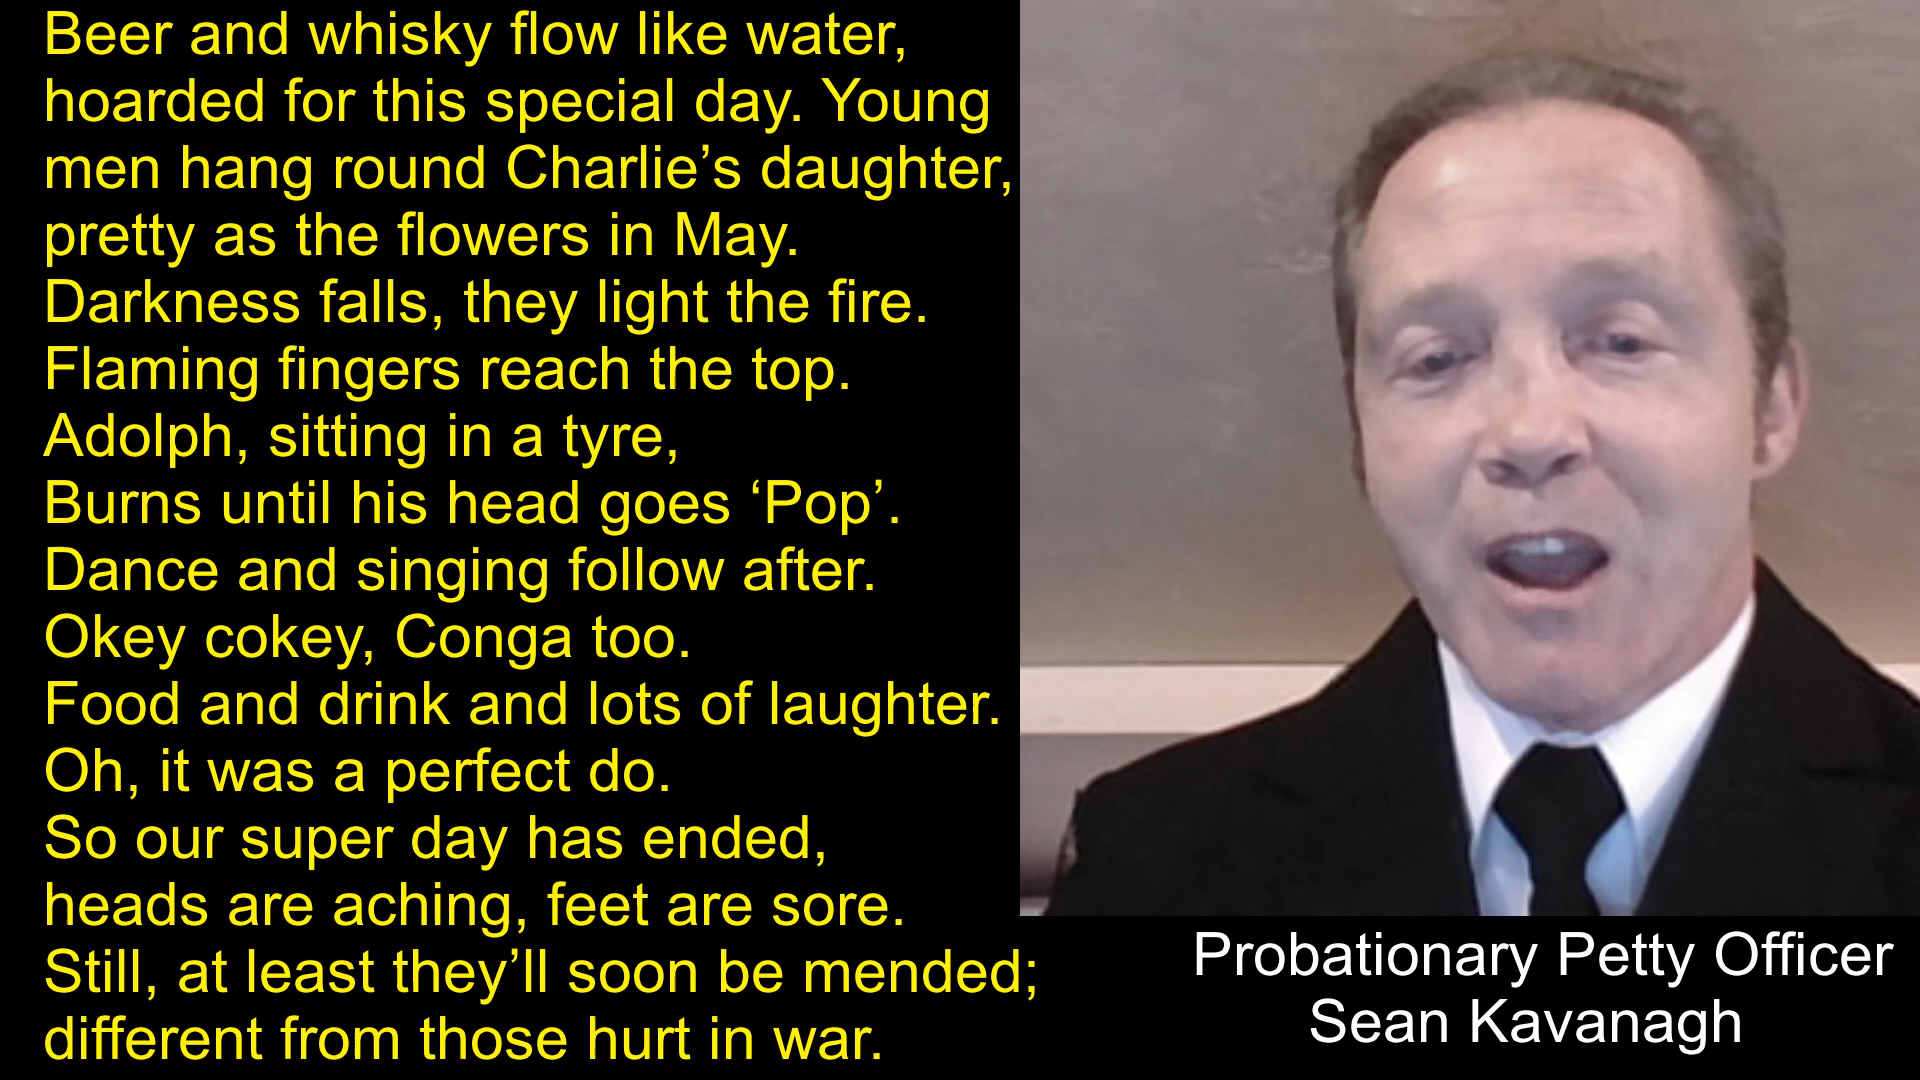 Beer and whisky flow like water,
hoarded for this special day. Young
men hang round Charlie’s daughter,
pretty as the flowers in May.
Darkness falls, they light the fire.
Flaming fingers reach the top.
Adolph, sitting in a tyre,
Burns until his head goes ‘Pop’.
Dance and singing follow after.
Okey cokey, Conga too.
Food and drink and lots of laughter.
Oh, it was a perfect do.
So our super day has ended,
heads are aching, feet are sore.
Still, at least they’ll soon be mended;
different from those hurt in war.
Probationary Petty Officer
Sean Kavanagh